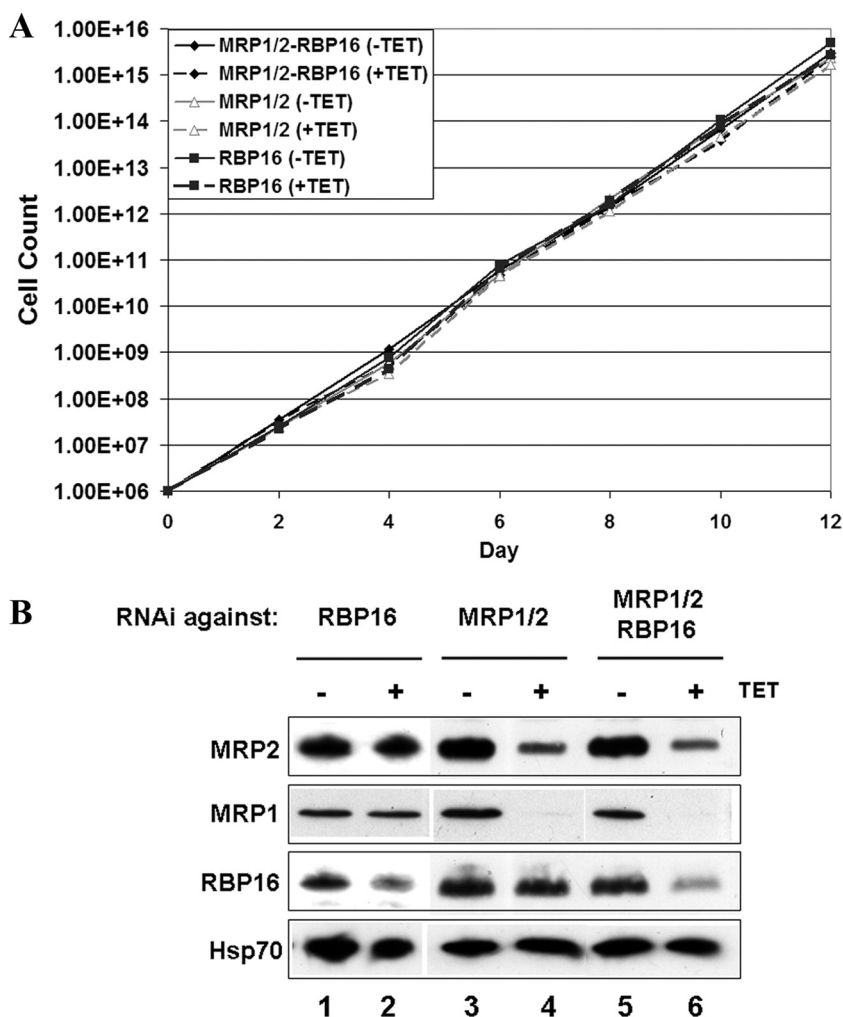 A
1.00E+16
1.00E+15
1.00E+14
1.00E+13
1.00E+12
1.00E+11
1.00E+10
1.00E+09
1.00E+08
1.00E+07
1.00E+06
Cell Count
MRP1/2-RBP16 (-TET)
MRP1/2-RBP16 (+TET)
MRP1/2 (-TET)
MRP1/2 (+TET)
RBP16 (-TET)
RBP16 (+TET)
0 2 4 6 8 10 12
Day
B
RNAi against: RBP16 MRP1/2 MRP1/2 RBP16
- + - + - + TET
MRP2
MRP1
RBP16
Hsp70
1 2 3 4 5 6